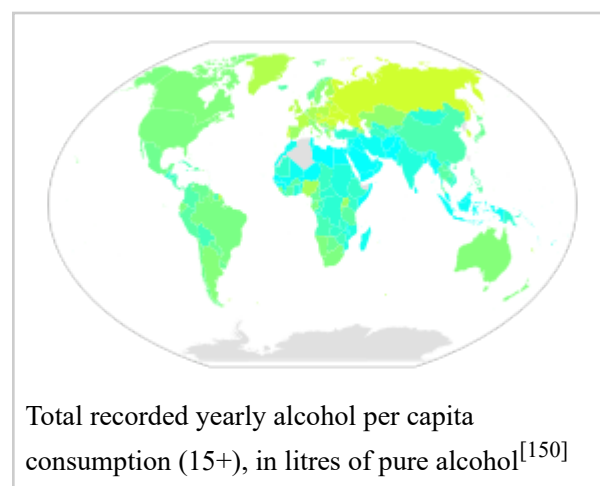 Total recorded yearly alcohol per capita
consumption (15+), in litres of pure alcohol[150]